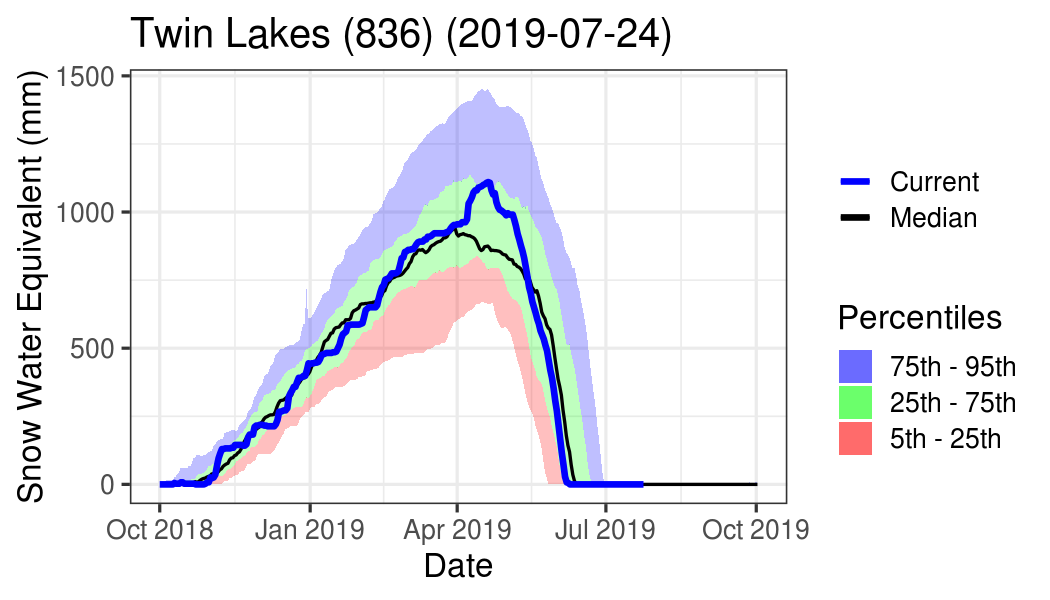 Twin Lakes (836) (2019-07-24)
Snow Water Equivalent (mm)
1500
1000
500
0
Oct 2018
Jan 2019
Apr 2019
Jul 2019
Oct 2019
Date
Current
Median
Percentiles
75th - 95th
25th - 75th
5th - 25th